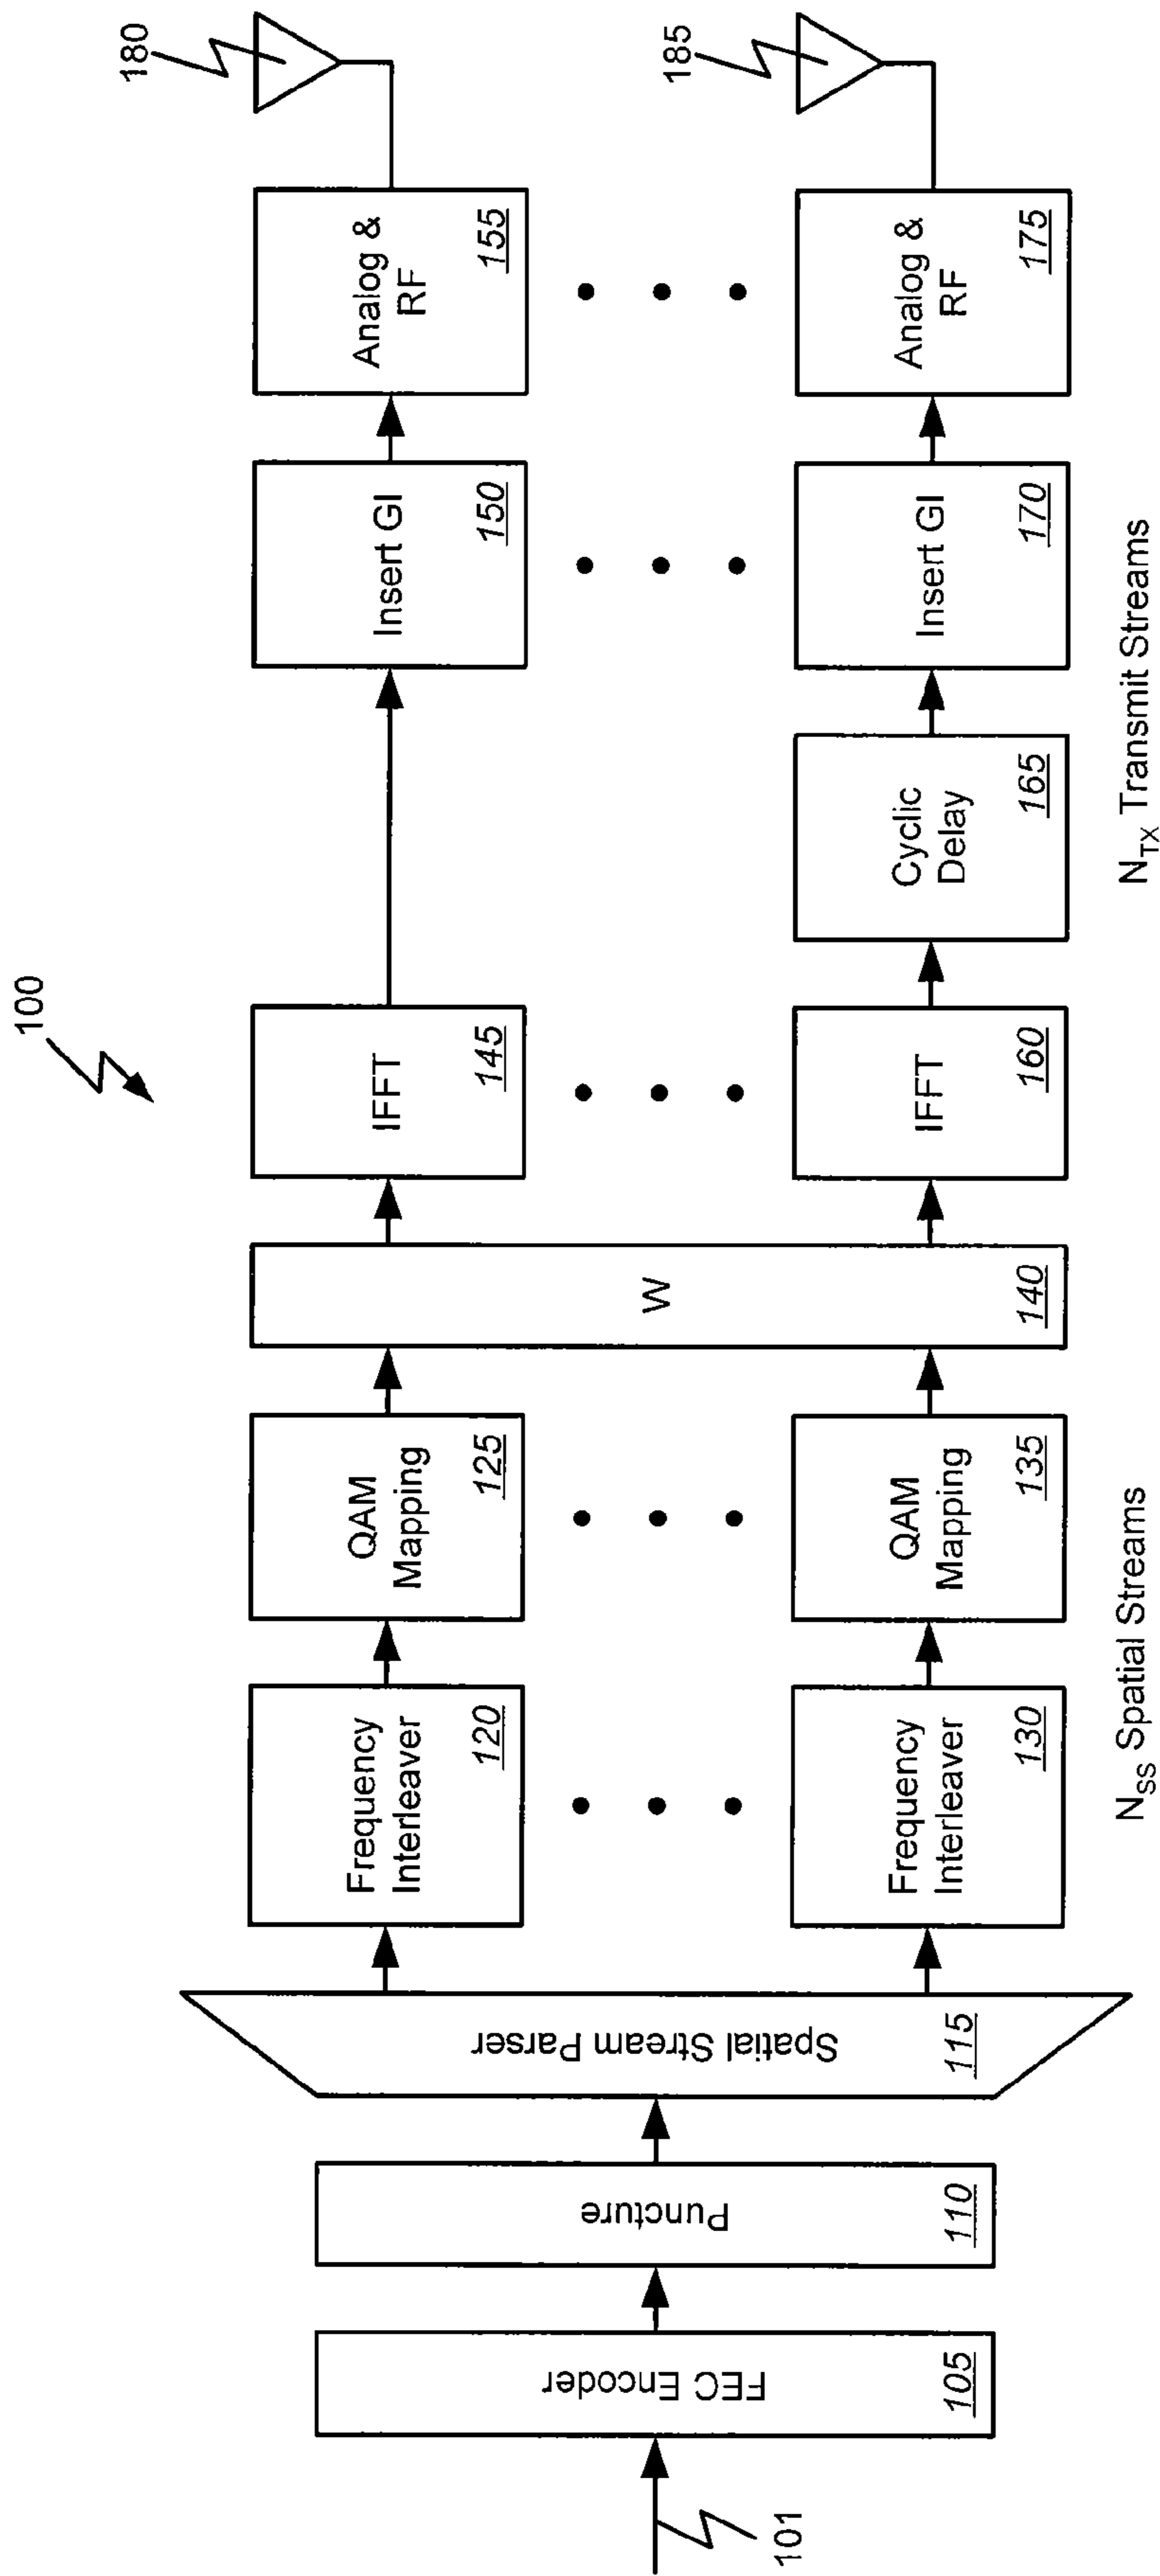 100
101
FEC Encoder
105
Puncture
110
Spatial Stream Parser
115
Frequency
Interleaver
120
QAM
Mapping
125
Frequency
Interleaver
130
QAM
Mapping
135
W
140
IFFT
145
Insert GI
150
Analog &
RF
155
180
IFFT
160
Cyclic
Delay
165
Insert GI
170
Analog &
RF
175
185
N_SS Spatial Streams
N_TX Transmit Streams